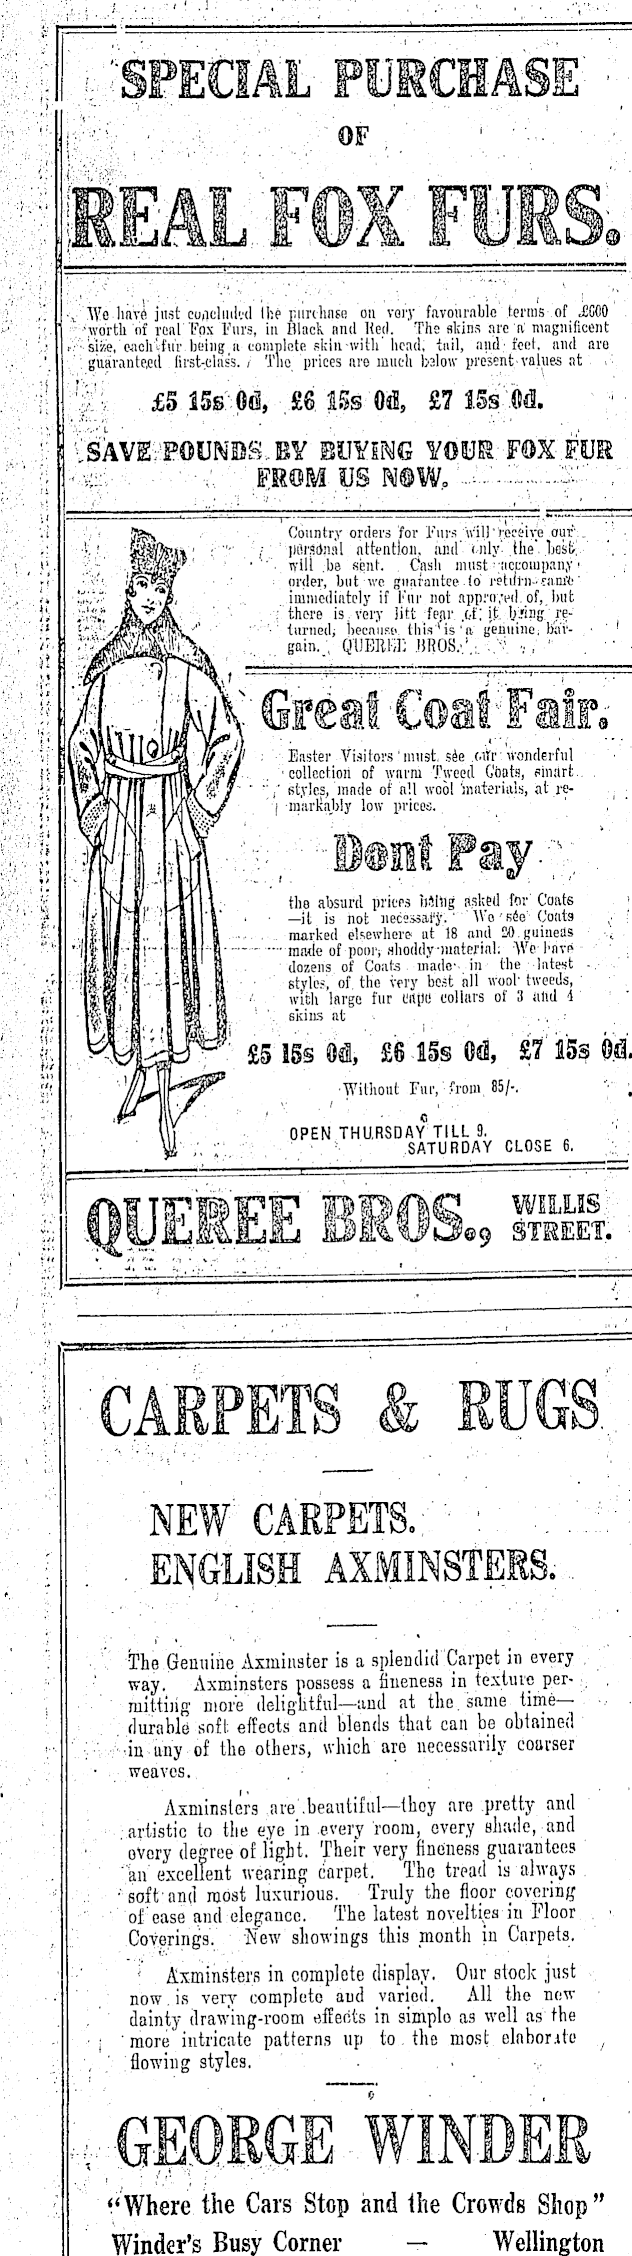 SPECIAL PURCHASE
OF
REAL FOX FURS.
We have just concluded the purchase on very favourable terms of £600
worth of real Fox Furs, in Black and Red. The skins are a magnificent
size, each fur being a complete skin with head, tail, and feet, and are
guaranteed first-class. The prices are much below present values at
£5 15s 0d, £6 15s 0d, £7 15s 0d.
SAVE POUNDS BY BUYING YOUR FOX FUR
FROM US NOW.
Country orders for Furs will receive our
personal attention, and only the best
will be sent. Cash must accompany
order, but we guarantee to return same
immediately if Fur not approved of, but
there is very litt fear of it being re-
turned, because this is a genuine bar-
gain. QUEREE BROS.
Great Coat Fair.
Easter Visitors must see our wonderful
collection of warm Tweed Coats, smart
styles, made of all wool materials, at re-
markably low prices.
Dont Pay
the absurd prices being asked for Coats
—it is not necessary. We see Coats
marked elsewhere at 18 and 20 guineas
made of poor, shoddy material. We have
dozens of Coats made in the latest
styles, of the very best all wool tweeds,
with large fur cape collars of 3 and 4
skins at
£5 15s 0d, £6 15s 0d, £7 15s 0d.
Without Fur, from 85/-.
OPEN THURSDAY TILL 9.
SATURDAY CLOSE 6.
QUEREE BROS., WILLIS
STREET.
CARPETS & RUGS
NEW CARPETS.
ENGLISH AXMINSTERS.
The Genuine Axminster is a splendid Carpet in every
way. Axminsters possess a fineness in texture per-
mitting more delightful—and at the same time—
durable soft effects and blends that can be obtained
in any of the others, which are necessarily coarser
weaves.
Axminsters are beautiful—they are pretty and
artistic to the eye in every room, every shade, and
every degree of light. Their very fineness guarantees
an excellent wearing carpet. The tread is always
soft and most luxurious. Truly the floor covering
of ease and elegance. The latest novelties in Floor
Coverings. New showings this month in Carpets.
Axminsters in complete display. Our stock just
now is very complete and varied. All the new
dainty drawing-room effects in simple as well as the
more intricate patterns up to the most elaborate
flowing styles.
GEORGE WINDER
"Where the Cars Stop and the Crowds Shop"
Winder's Busy Corner — Wellington